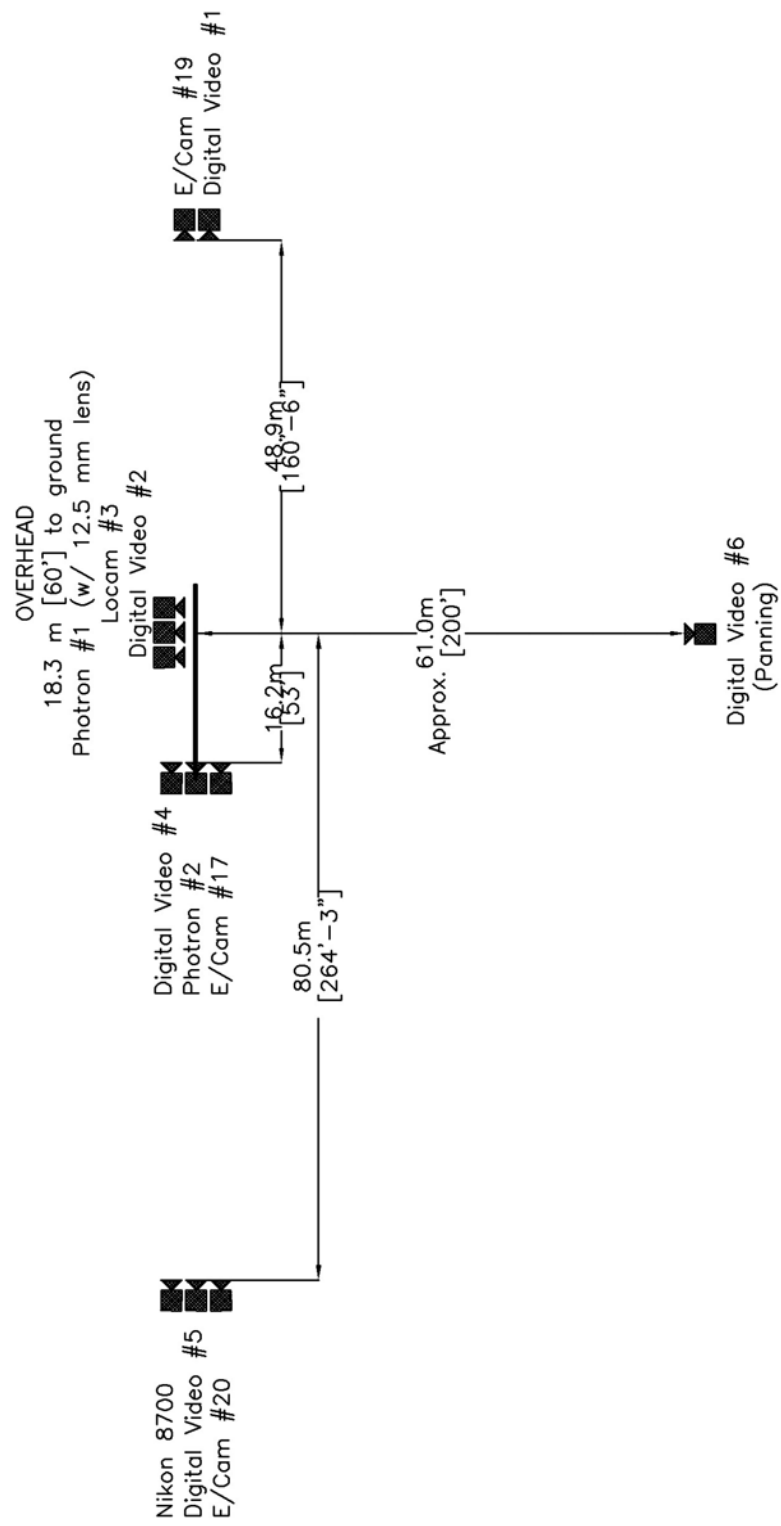 OVERHEAD
18.3 m [60'] to ground
Photron #1 (w/ 12.5 mm lens)
Locam #3
Digital Video #2
E/Cam #19
Digital Video #1
48.9m
[160'-6"]
16.2m
[53']
Digital Video #4
Photron #2
E/Cam #17
80.5m
[264'-3"]
Nikon 8700
Digital Video #5
E/Cam #20
Approx. 61.0m
[200']
Digital Video #6
(Panning)